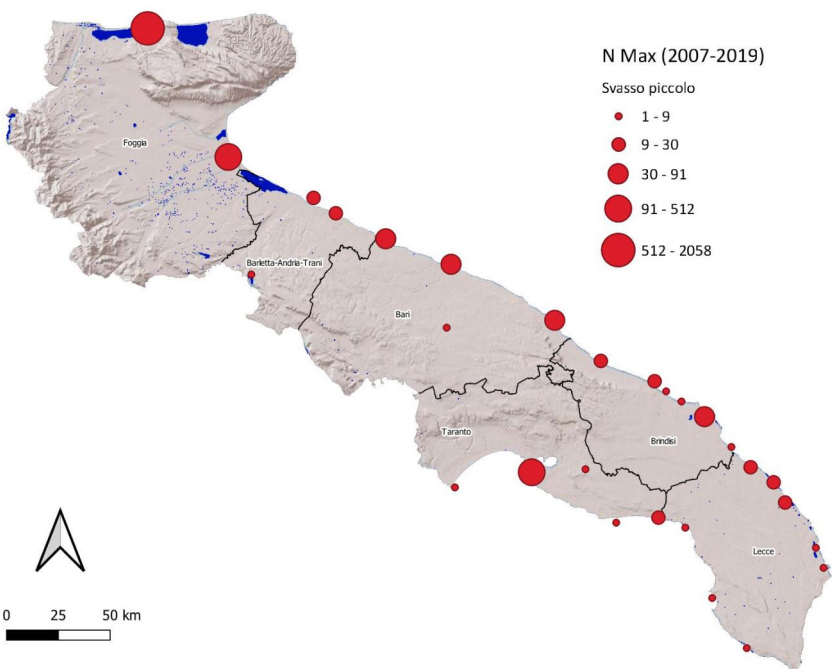 N Max (2007-2019)
Svasso piccolo
1 - 9
9 - 30
30 - 91
91 - 512
512 - 2058
Foggia
Barletta-Andria-Trani
Bari
Taranto
Brindisi
Lecce
0 25 50 km